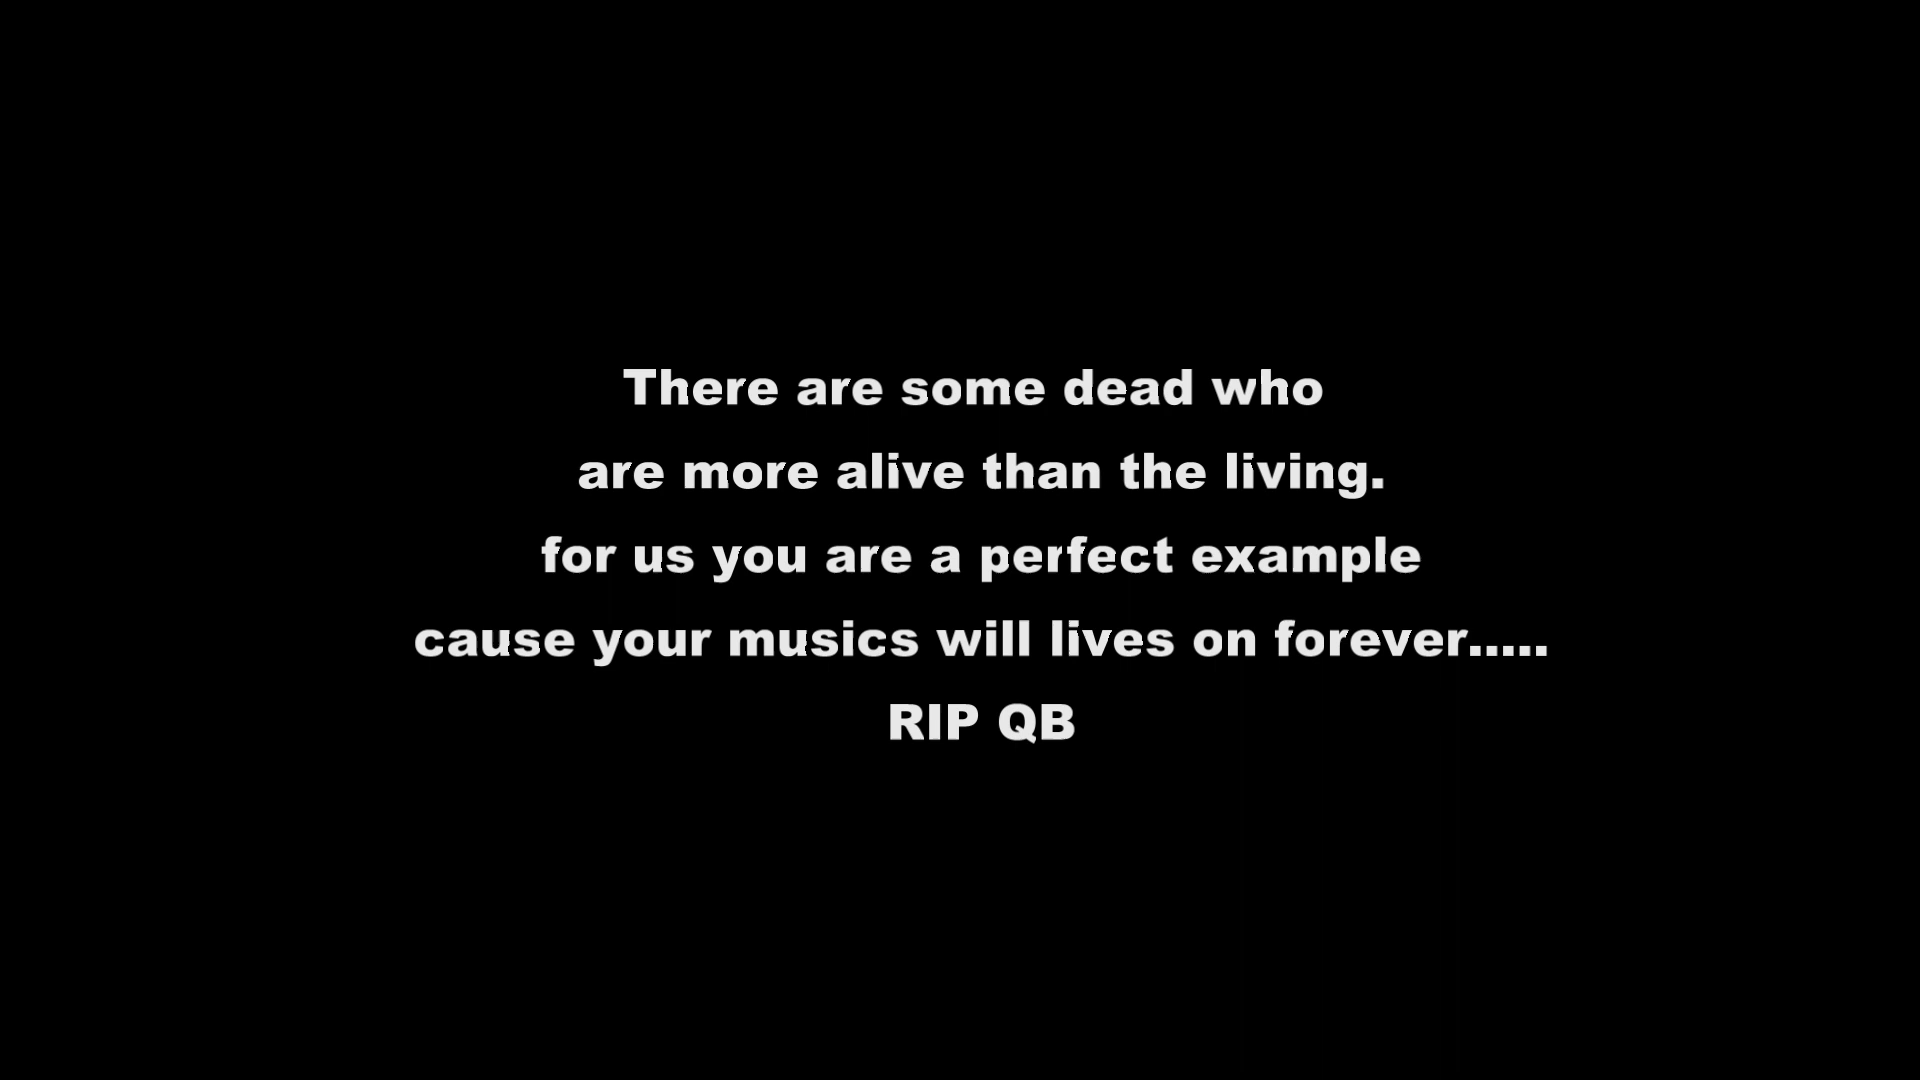 There are some dead who
are more alive than the living.
for us you are a perfect example
cause your musics will lives on forever.....
RIP QB